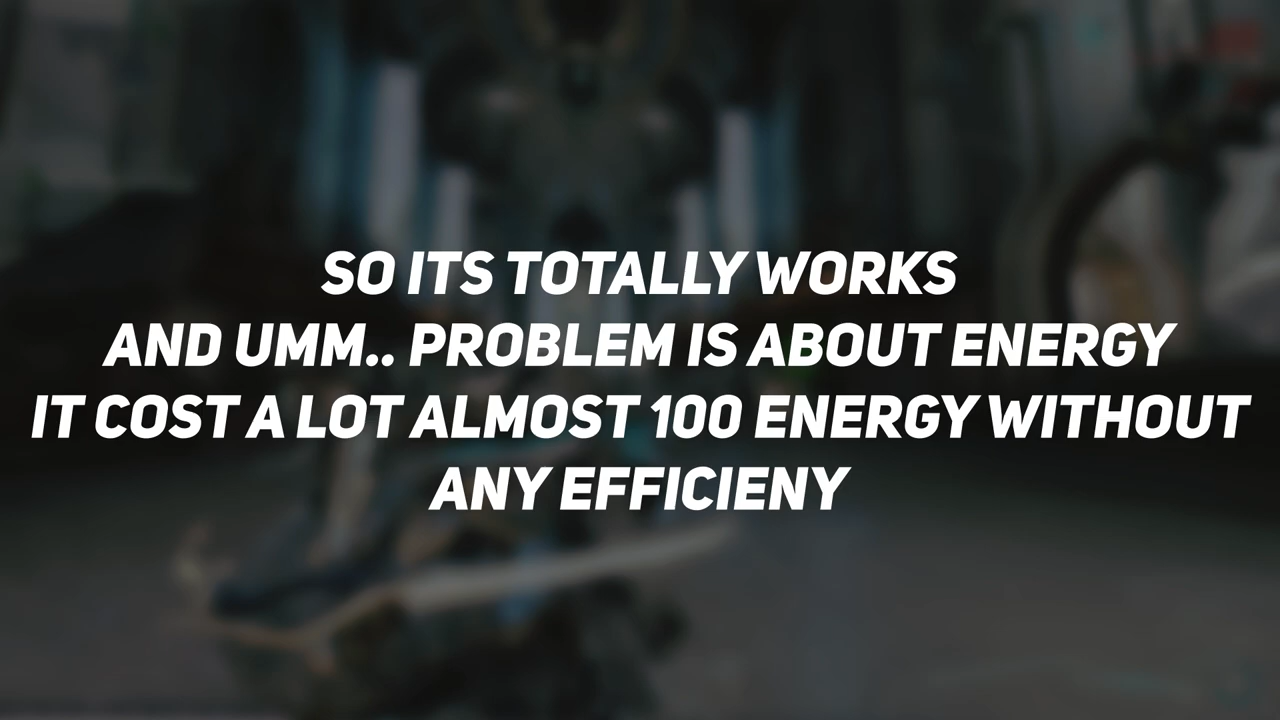 SO ITS TOTALLY WORKS
AND UMM.. PROBLEM IS ABOUT ENERGY
IT COST A LOT ALMOST 100 ENERGY WITHOUT
ANY EFFICIENY